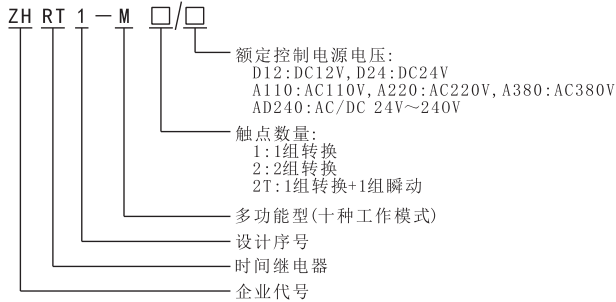 ZH RT 1-M □/□
额定控制电源电压:
D12:DC12V,D24:DC24V
A110:AC110V,A220:AC220V,A380:AC380V
AD240:AC/DC 24V～240V
触点数量:
1:1组转换
2:2组转换
2T:1组转换+1组瞬动
多功能型(十种工作模式)
设计序号
时间继电器
企业代号